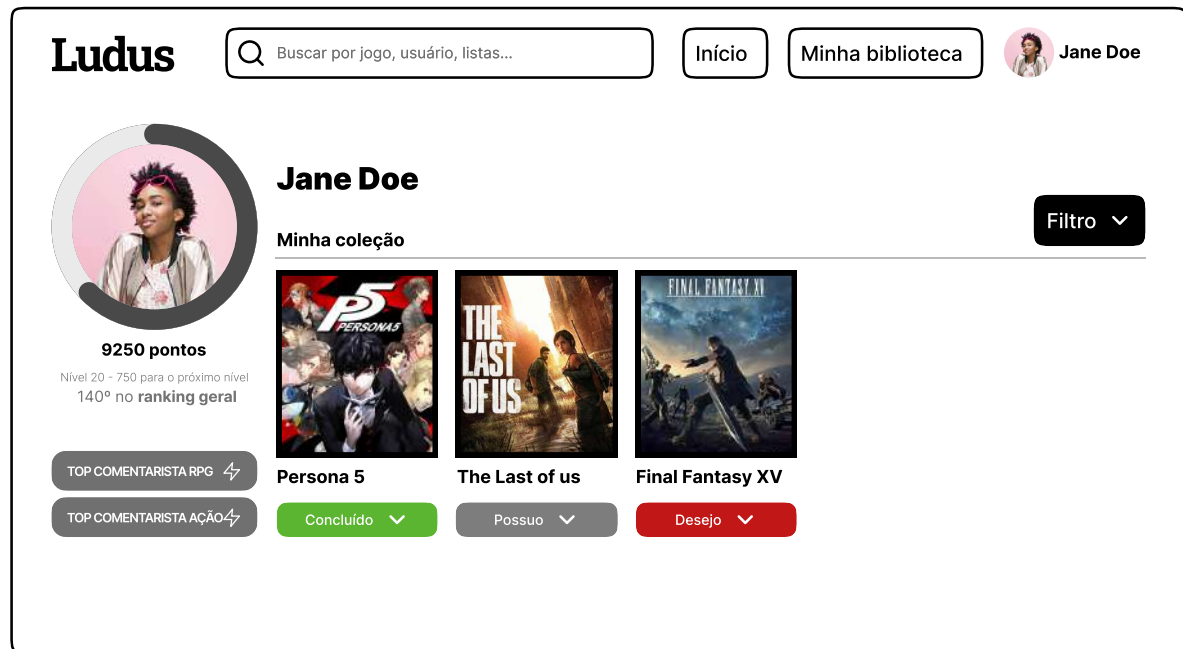 Ludus
Buscar por jogo, usuário, listas...
Início
Minha biblioteca
Jane Doe
Jane Doe
Filtro
Minha coleção
P5
PERSONA5
THE
LAST
OF US
FINAL FANTASY XV
9250 pontos
Nível 20 - 750 para o próximo nível
140º no ranking geral
TOP COMENTARISTA RPG
TOP COMENTARISTA AÇÃO
Persona 5
The Last of us
Final Fantasy XV
Concluído
Possuo
Desejo